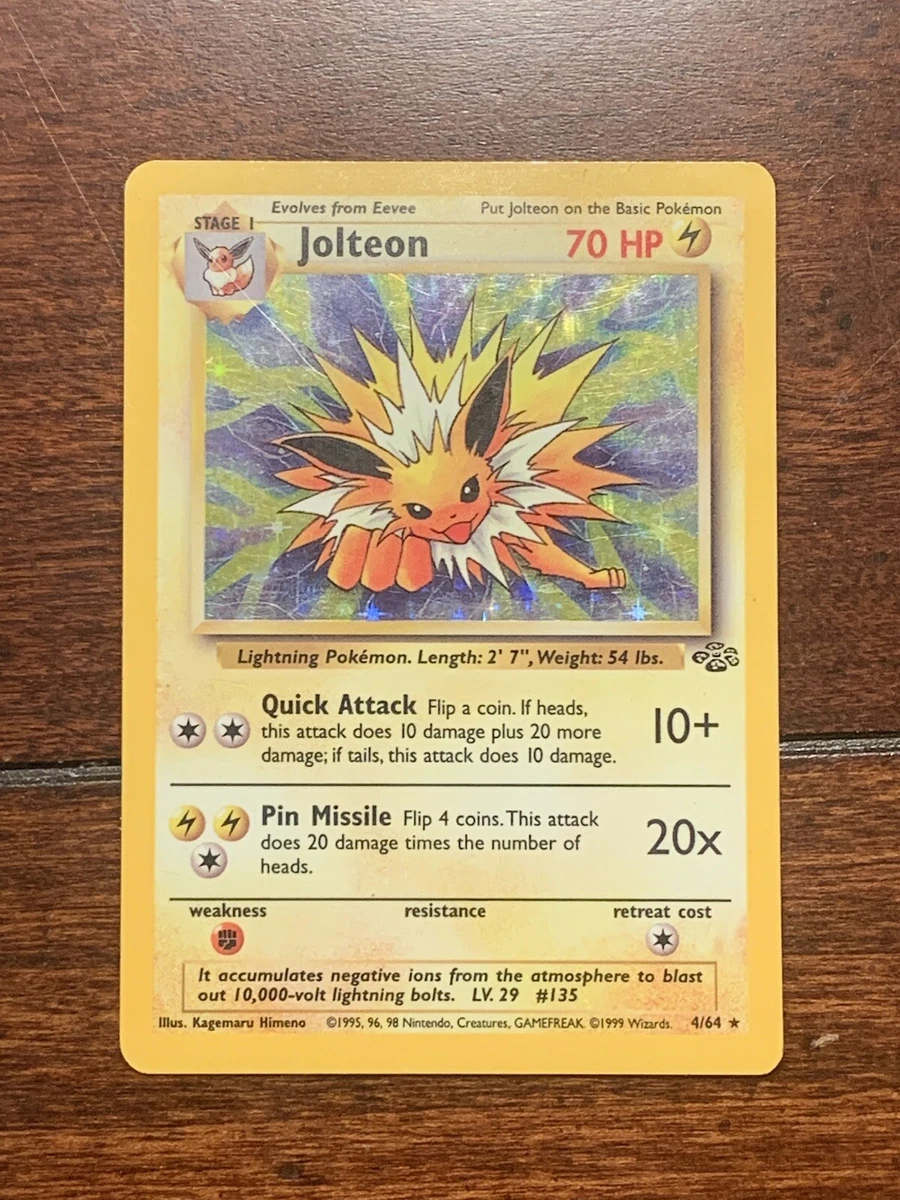 Evolves from Eevee Put Jolteon on the Basic Pokémon
STAGE 1
Jolteon 70 HP
Lightning Pokémon. Length: 2' 7", Weight: 54 lbs.
Quick Attack Flip a coin. If heads,
this attack does 10 damage plus 20 more
damage; if tails, this attack does 10 damage.
10+
Pin Missile Flip 4 coins. This attack
does 20 damage times the number of
heads.
20x
weakness resistance retreat cost
It accumulates negative ions from the atmosphere to blast
out 10,000-volt lightning bolts. LV. 29 #135
Illus. Kagemaru Himeno ©1995, 96, 98 Nintendo, Creatures, GAMEFREAK. ©1999 Wizards. 4/64 ★